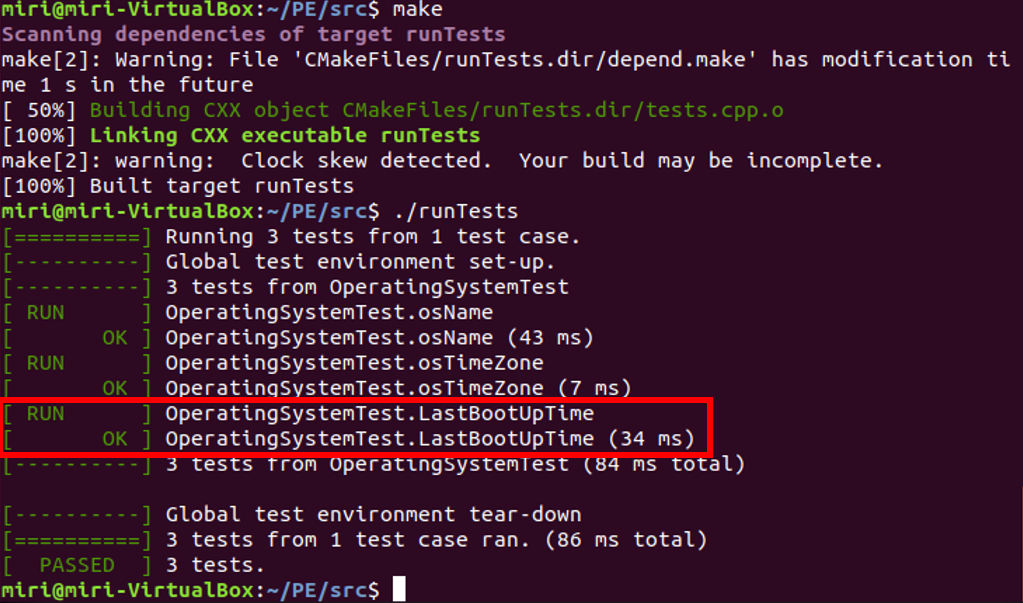 miri@miri-VirtualBox:~/PE/src$ make
Scanning dependencies of target runTests
make[2]: Warning: File 'CMakeFiles/runTests.dir/depend.make' has modification ti
me 1 s in the future
[ 50%] Building CXX object CMakeFiles/runTests.dir/tests.cpp.o
[100%] Linking CXX executable runTests
make[2]: warning:  Clock skew detected.  Your build may be incomplete.
[100%] Built target runTests
miri@miri-VirtualBox:~/PE/src$ ./runTests
[==========] Running 3 tests from 1 test case.
[----------] Global test environment set-up.
[----------] 3 tests from OperatingSystemTest
[ RUN      ] OperatingSystemTest.osName
[       OK ] OperatingSystemTest.osName (43 ms)
[ RUN      ] OperatingSystemTest.osTimeZone
[       OK ] OperatingSystemTest.osTimeZone (7 ms)
[ RUN      ] OperatingSystemTest.LastBootUpTime
[       OK ] OperatingSystemTest.LastBootUpTime (34 ms)
[----------] 3 tests from OperatingSystemTest (84 ms total)

[----------] Global test environment tear-down
[==========] 3 tests from 1 test case ran. (86 ms total)
[  PASSED  ] 3 tests.
miri@miri-VirtualBox:~/PE/src$